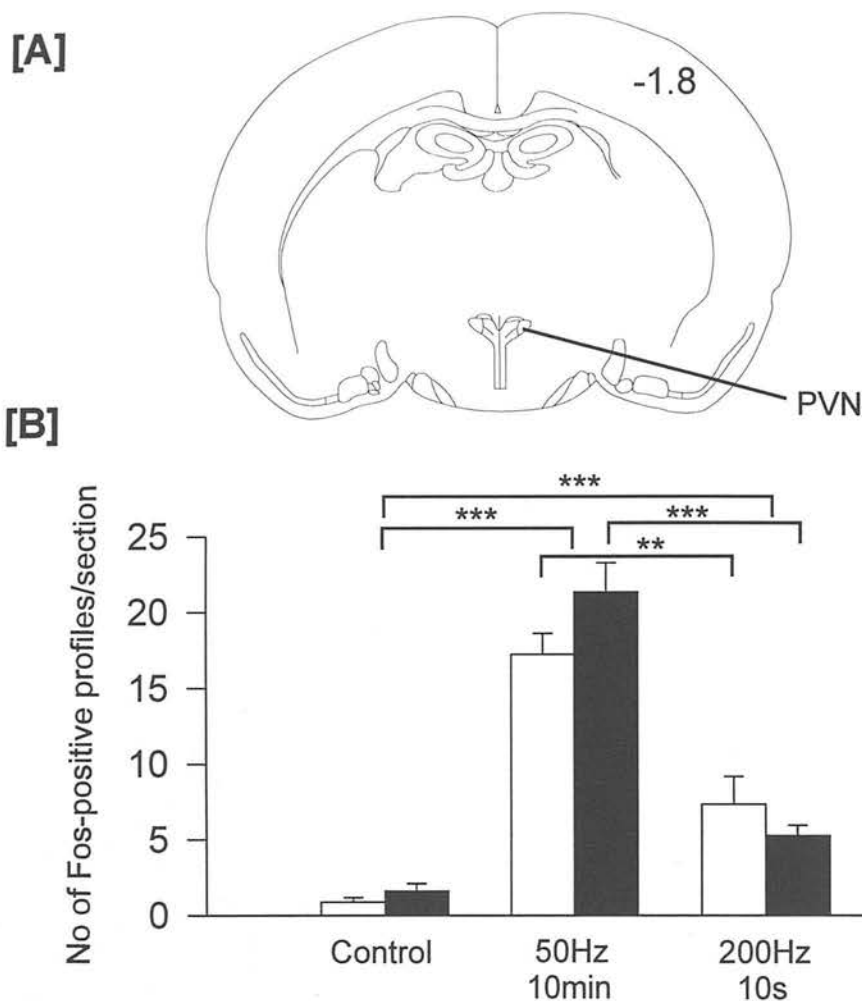 [A]
-1.8
PVN
[B]
No of Fos-positive profiles/section
***
***
***
**
25
20
15
10
5
0
Control
50Hz
10min
200Hz
10s